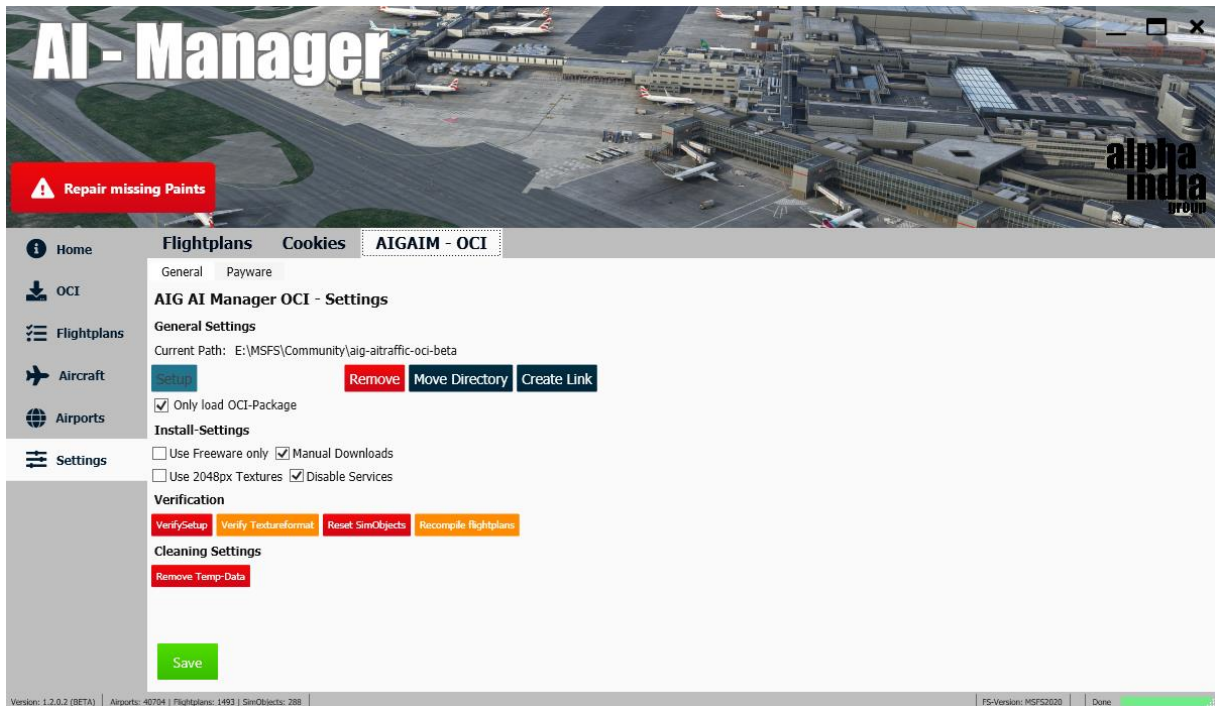 AI - Manager
alpha
india
group
Repair missing Paints
Home
OCI
Flightplans
Aircraft
Airports
Settings
Flightplans Cookies AIGAIM - OCI
General Payware
AIG AI Manager OCI - Settings
General Settings
Current Path: E:\MSFS\Community\aig-aitraffic-oci-beta
Setup Remove Move Directory Create Link
Only load OCI-Package
Install-Settings
Use Freeware only Manual Downloads
Use 2048px Textures Disable Services
Verification
VerifySetup Verify Textureformat Reset SimObjects Recompile flightplans
Cleaning Settings
Remove Temp-Data
Save
Version: 1.2.0.2 (BETA) Airports: 40704 | Flightplans: 1493 | SimObjects: 288 FS-Version: MSFS2020 Done